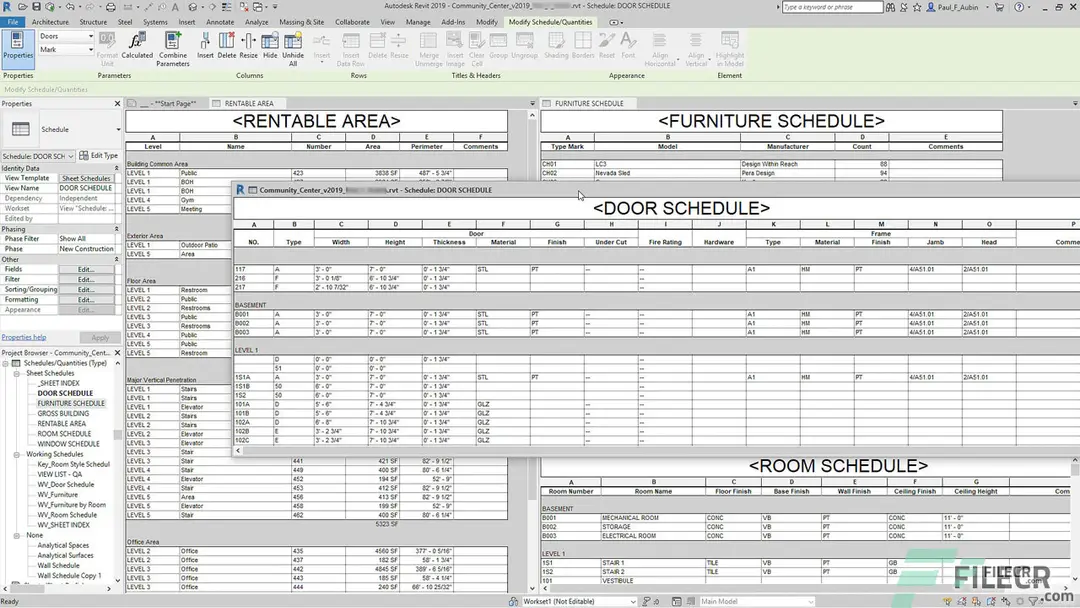 Autodesk Revit 2019 - Community_Center_v2019_ .rvt - Schedule: DOOR SCHEDULE
Type a keyword or phrase
Paul_F_Aubin
File Architecture Structure Steel Systems Insert Annotate Analyze Massing & Site Collaborate View Manage Add-Ins Modify Modify Schedule/Quantities
Doors
Mark
Properties Format Unit Calculated Combine Parameters Insert Delete Resize Hide Unhide All Insert Insert Data Row Delete Resize Merge Unmerge Insert Image Clear Cell Group Ungroup Shading Borders Reset Font Align Horizontal Align Vertical Highlight in Model
Properties Parameters Columns Rows Titles & Headers Appearance Element
Modify Schedule/Quantities
Properties
Schedule
Schedule: DOOR SCH Edit Type
Identity Data
View Template Sheet Schedules
View Name DOOR SCHEDULE
Dependency Independent
Workset View "Schedule: ...
Edited by
Phasing
Phase Filter Show All
Phase New Construction
Other
Fields Edit...
Filter Edit...
Sorting/Grouping Edit...
Formatting Edit...
Appearance Edit...
Properties help Apply
Project Browser - Community_Cent...
Schedules/Quantities (Type)
Sheet Schedules
_SHEET INDEX
DOOR SCHEDULE
FURNITURE SCHEDULE
GROSS BUILDING
RENTABLE AREA
ROOM SCHEDULE
WINDOW SCHEDULE
Working Schedules
Key_Room Style Schedul
VIEW LIST - QA
WV_Door Schedule
WV_Furniture
WV_Furniture by Room
WV_Room Schedule
WV_SHEET INDEX
None
Analytical Spaces
Analytical Surfaces
Wall Schedule
Wall Schedule Copy 1
**Start Page** RENTABLE AREA
<RENTABLE AREA>
A B C D E F
Level Name Number Area Perimeter Comments
Building Common Area
LEVEL 1 Public 423 3839 SF 487' - 5 3/4"
LEVEL 1 BOH
LEVEL 1 BOH
LEVEL 4 Gym
LEVEL 5 Meeting
Exterior Area
LEVEL 1 Outdoor Patio
LEVEL 5 Area
Floor Area
LEVEL 1 Restroom
LEVEL 2 Public
LEVEL 2 Restrooms
LEVEL 3 Public
LEVEL 3 Restrooms
LEVEL 4 Public
LEVEL 5 Public
LEVEL 5 Restroom
Major Vertical Penetration
LEVEL 1 Stairs
LEVEL 1 Stairs
LEVEL 1 Elevator
LEVEL 2 Stairs
LEVEL 2 Stairs
LEVEL 2 Elevator
LEVEL 3 Stairs
LEVEL 3 Elevator
LEVEL 3 Stair 441 421 SF 82' - 9 1/2"
LEVEL 4 Stair 449 400 SF 80' - 6 1/4"
LEVEL 4 Elevator 452 194 SF 52' - 9"
LEVEL 4 Stair 453 412 SF 82' - 9 1/2"
LEVEL 5 Area 456 413 SF 82' - 9 1/2"
LEVEL 5 Elevator 458 199 SF 52' - 9"
LEVEL 5 Stair 462 400 SF 80' - 6 1/4"
5323 SF
Office Area
LEVEL 2 Office 435 4560 SF 377' - 0 5/16"
LEVEL 2 Office 437 182 SF 58' - 1 3/4"
LEVEL 3 Office 442 4845 SF 389' - 6 5/16"
LEVEL 3 Office 443 185 SF 58' - 4 1/4"
LEVEL 3 Office 444 240 SF 66' - 10 25/32"
FURNITURE SCHEDULE
<FURNITURE SCHEDULE>
A B C D E
Type Mark Model Manufacturer Count Comments
CH01 LC3 Design Within Reach 68
CH02 Nevada Sled Pera Design 94
Community_Center_v2019_ .rvt - Schedule: DOOR SCHEDULE
<DOOR SCHEDULE>
A B C D E F G H I J K L M N O P
Door Frame
NO. Type Width Height Thickness Material Finish Under Cut Fire Rating Hardware Type Material Finish Jamb Head Comme
117 A 3' - 0" 7' - 0" 0' - 1 3/4" STL PT -- -- A1 HM PT 4/A51.01 2/A51.01
216 F 3' - 0 1/8" 6' - 10 3/4" 0' - 1 3/4" --
217 F 2' - 10 7/32" 6' - 10 3/4" 0' - 1 3/4" --
BASEMENT
B001 A 3' - 0" 7' - 0" 0' - 1 3/4" STL PT -- -- A1 HM PT 4/A51.01 2/A51.01
B002 A 3' - 0" 7' - 0" 0' - 1 3/4" STL PT -- -- A1 HM PT 4/A51.01 2/A51.01
B003 A 3' - 0" 7' - 0" 0' - 1 3/4" STL PT -- -- A1 HM PT 4/A51.01 2/A51.01
LEVEL 1
D 0' - 0" 0' - 0" 0' - 1 3/4" --
51 0' - 0" 0' - 0" --
1S1A A 3' - 0" 7' - 0" 0' - 1 3/4" STL PT -- -- A1 HM PT 4/A51.01 2/A51.01
1S1B 50 6' - 0" 7' - 0" 0' - 1 3/4" --
1S2 50 6' - 0" 7' - 0" 0' - 1 3/4" --
101A D 5' - 6" 7' - 4 3/4" 0' - 1 3/4" GLZ -- --
101B D 5' - 6" 7' - 4 3/4" 0' - 1 3/4" GLZ -- --
102A D 6' - 8" 7' - 10 3/4" 0' - 1 3/4" GLZ -- --
102B E 3' - 2 3/4" 7' - 10 3/4" 0' - 1 3/4" GLZ -- --
102C E 3' - 2 3/4" 7' - 10 3/4" 0' - 1 3/4" GLZ -- --
<ROOM SCHEDULE>
A B C D E F G
Room Number Room Name Floor Finish Base Finish Wall Finish Ceiling Finish Ceiling Height Com
BASEMENT
B001 MECHANICAL ROOM CONC VB PT CONC 11' - 0"
B002 STORAGE CONC VB PT CONC 11' - 0"
B003 ELECTRICAL ROOM CONC VB PT CONC 11' - 0"
LEVEL 1
1S1 STAIR 1 TILE VB PT GB
1S2 STAIR 2 TILE VB PT GB
101 VESTIBULE
FILECR
.com
Ready Workset1 (Not Editable) :0 Main Model